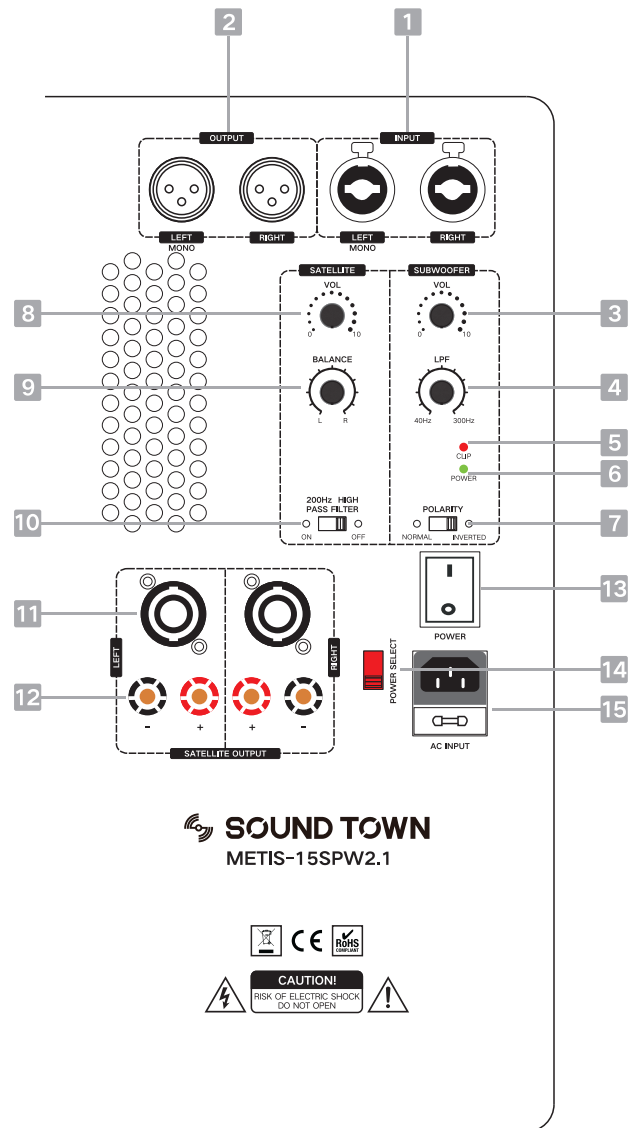 2 1
OUTPUT INPUT
LEFT RIGHT LEFT RIGHT
MONO MONO
SATELLITE SUBWOOFER
VOL VOL
8 3
0 10 0 10
BALANCE LPF
9 4
L R 40Hz 300Hz
5
CLIP
6
POWER
200Hz HIGH
PASS FILTER POLARITY
10 7
ON OFF NORMAL INVERTED
13
11
POWER
LEFT RIGHT
POWER SELECT
14
12
15
- + + -
SATELLITE OUTPUT AC INPUT
SOUND TOWN
METIS-15SPW2.1
CE RoHS
COMPLIANT
CAUTION!
RISK OF ELECTRIC SHOCK
DO NOT OPEN